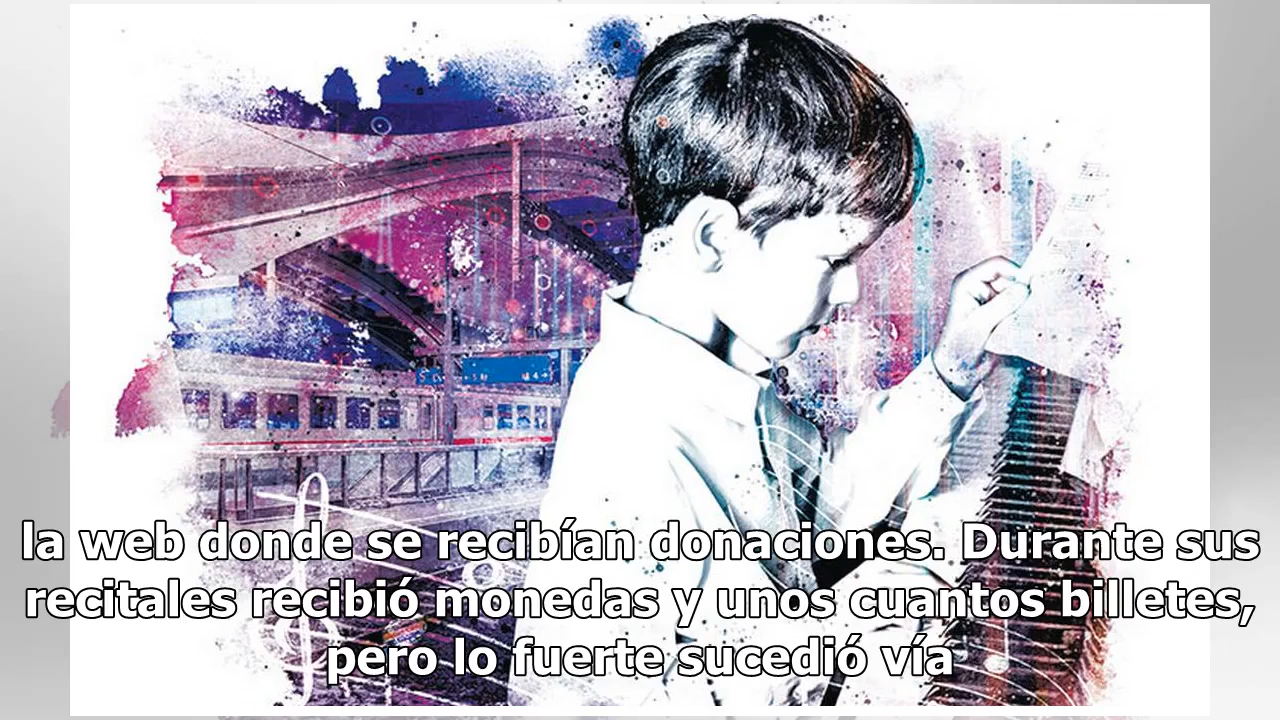 la web donde se recibían donaciones. Durante sus
recitales recibió monedas y unos cuantos billetes,
pero lo fuerte sucedió vía